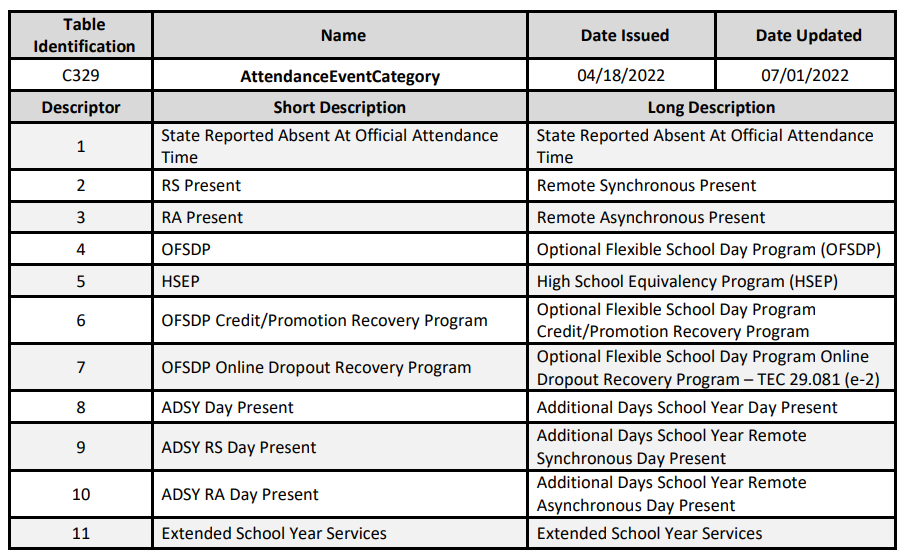 Table Identification Name Date Issued Date Updated
C329 AttendanceEventCategory 04/18/2022 07/01/2022
Descriptor Short Description Long Description
1 State Reported Absent At Official Attendance Time State Reported Absent At Official Attendance Time
2 RS Present Remote Synchronous Present
3 RA Present Remote Asynchronous Present
4 OFSDP Optional Flexible School Day Program (OFSDP)
5 HSEP High School Equivalency Program (HSEP)
6 OFSDP Credit/Promotion Recovery Program Optional Flexible School Day Program Credit/Promotion Recovery Program
7 OFSDP Online Dropout Recovery Program Optional Flexible School Day Program Online Dropout Recovery Program – TEC 29.081 (e-2)
8 ADSY Day Present Additional Days School Year Day Present
9 ADSY RS Day Present Additional Days School Year Remote Synchronous Day Present
10 ADSY RA Day Present Additional Days School Year Remote Asynchronous Day Present
11 Extended School Year Services Extended School Year Services